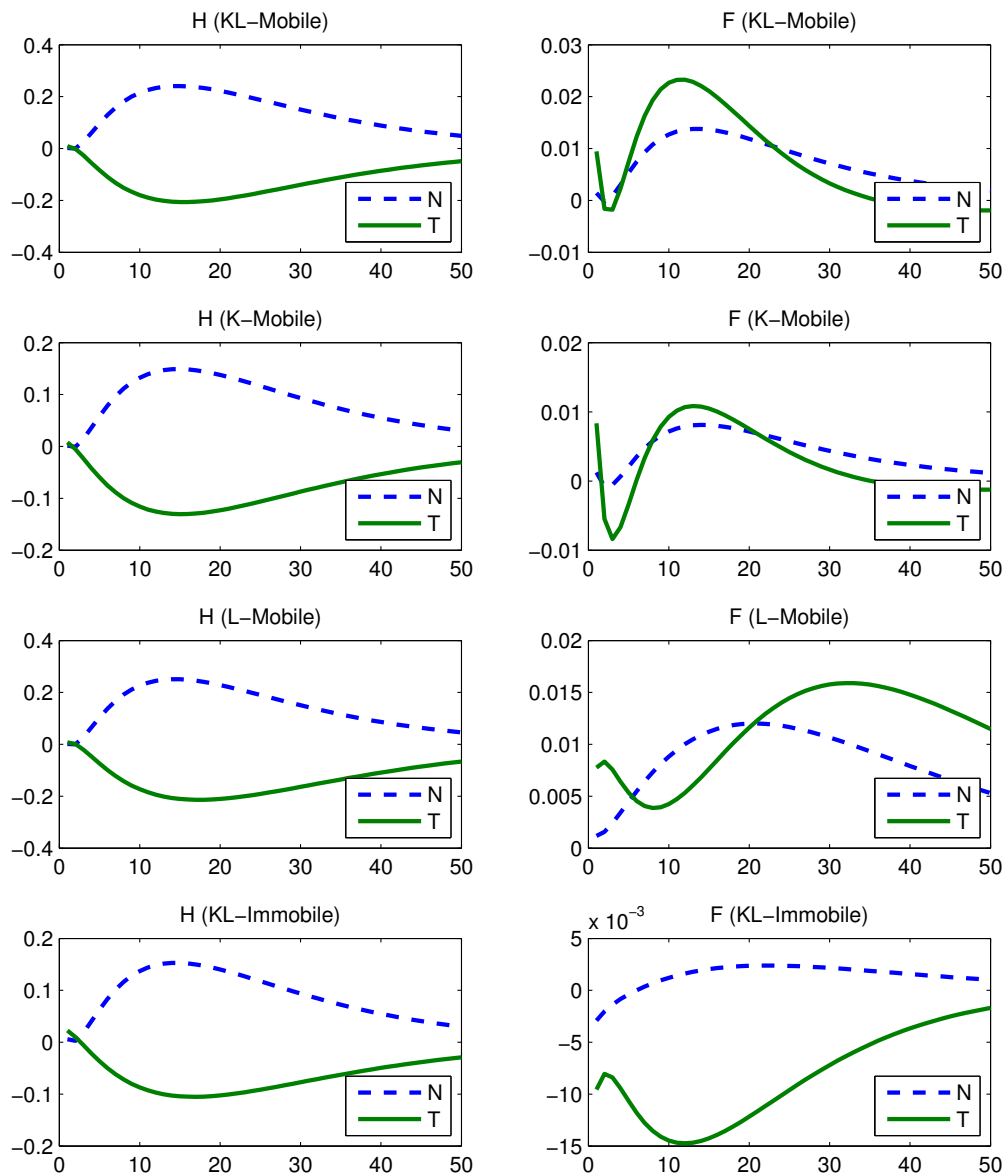 H (KL−Mobile)
0.4
0.2
0
−0.2
−0.4
0 10 20 30 40 50
N
T
F (KL−Mobile)
0.03
0.02
0.01
0
−0.01
0 10 20 30 40 50
N
T
H (K−Mobile)
0.2
0.1
0
−0.1
−0.2
0 10 20 30 40 50
N
T
F (K−Mobile)
0.02
0.01
0
−0.01
0 10 20 30 40 50
N
T
H (L−Mobile)
0.4
0.2
0
−0.2
−0.4
0 10 20 30 40 50
N
T
F (L−Mobile)
0.02
0.015
0.01
0.005
0
0 10 20 30 40 50
N
T
H (KL−Immobile)
0.2
0.1
0
−0.1
−0.2
0 10 20 30 40 50
N
T
F (KL−Immobile)
x 10⁻³
5
0
−5
−10
−15
0 10 20 30 40 50
N
T